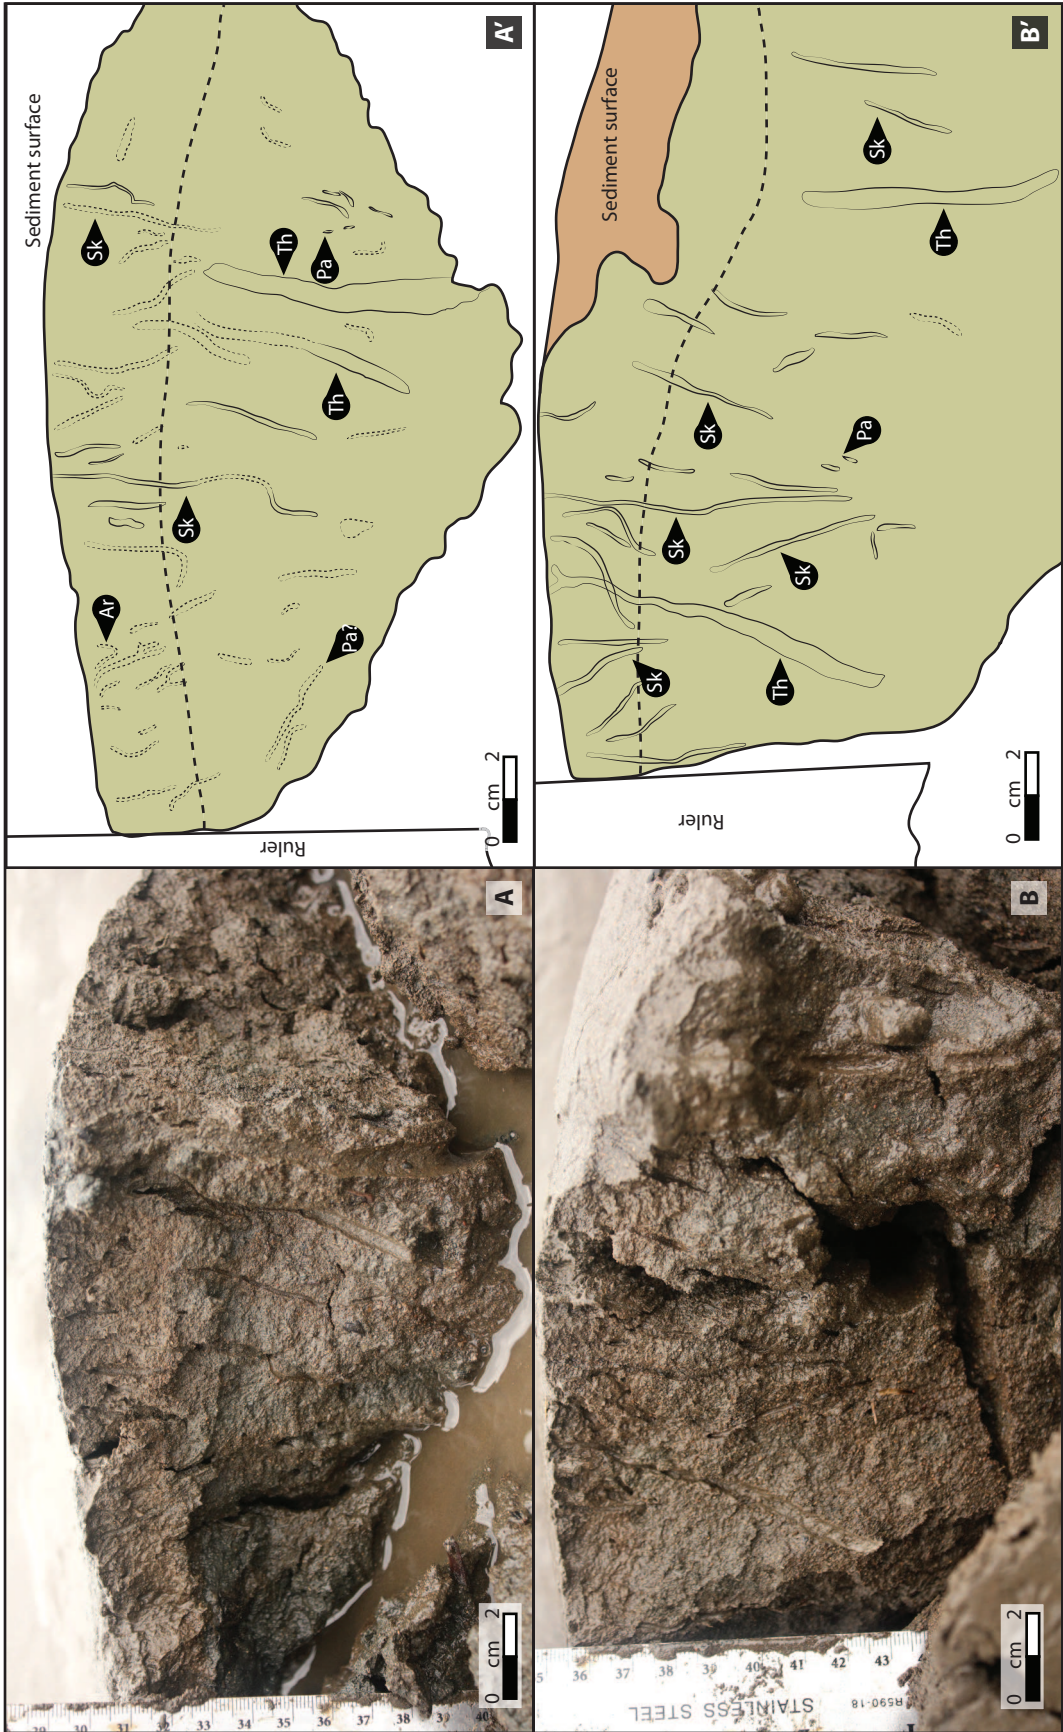 29
30
31
32
33
34
35
36
37
38
39
40
0 cm 2
A
Ruler
0 cm 2
Sediment surface
Ar
Sk
Sk
Th
Th
Pa
Pa?
A′
36
37
38
39
40
41
42
43
STAINLESS STEEL
R590-18
0 cm 2
B
Ruler
0 cm 2
Sediment surface
Sk
Th
Sk
Sk
Sk
Pa
Th
Sk
B′